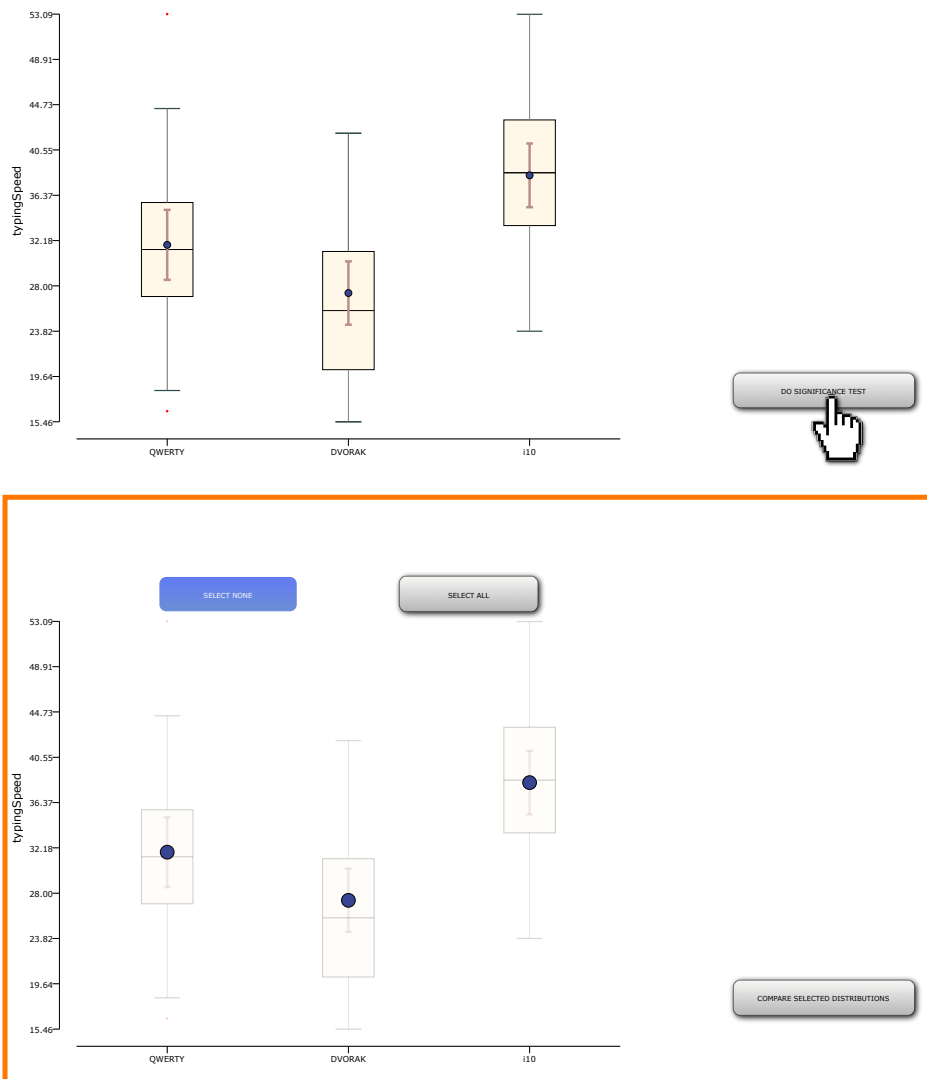 53.09
48.91
44.73
40.55
36.37
32.18
28.00
23.82
19.64
15.46
typingSpeed
QWERTY DVORAK i10
DO SIGNIFICANCE TEST
SELECT NONE SELECT ALL
53.09
48.91
44.73
40.55
36.37
32.18
28.00
23.82
19.64
15.46
typingSpeed
QWERTY DVORAK i10
COMPARE SELECTED DISTRIBUTIONS